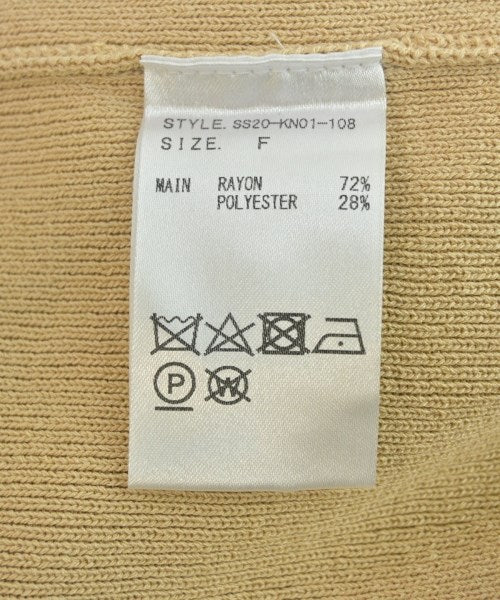 STYLE. SS20-KN01-108
SIZE. F
MAIN RAYON 72%
POLYESTER 28%
P W